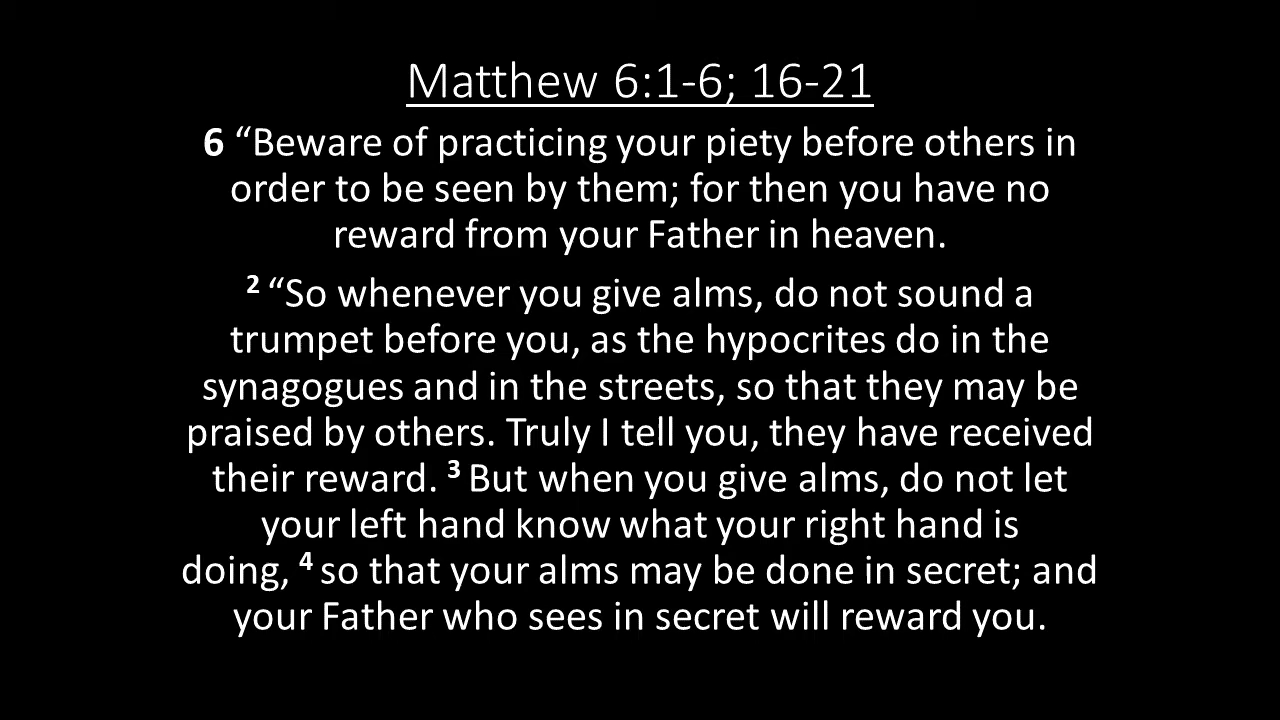 Matthew 6:1-6; 16-21
6 “Beware of practicing your piety before others in
order to be seen by them; for then you have no
reward from your Father in heaven.
2 “So whenever you give alms, do not sound a
trumpet before you, as the hypocrites do in the
synagogues and in the streets, so that they may be
praised by others. Truly I tell you, they have received
their reward. 3 But when you give alms, do not let
your left hand know what your right hand is
doing, 4 so that your alms may be done in secret; and
your Father who sees in secret will reward you.